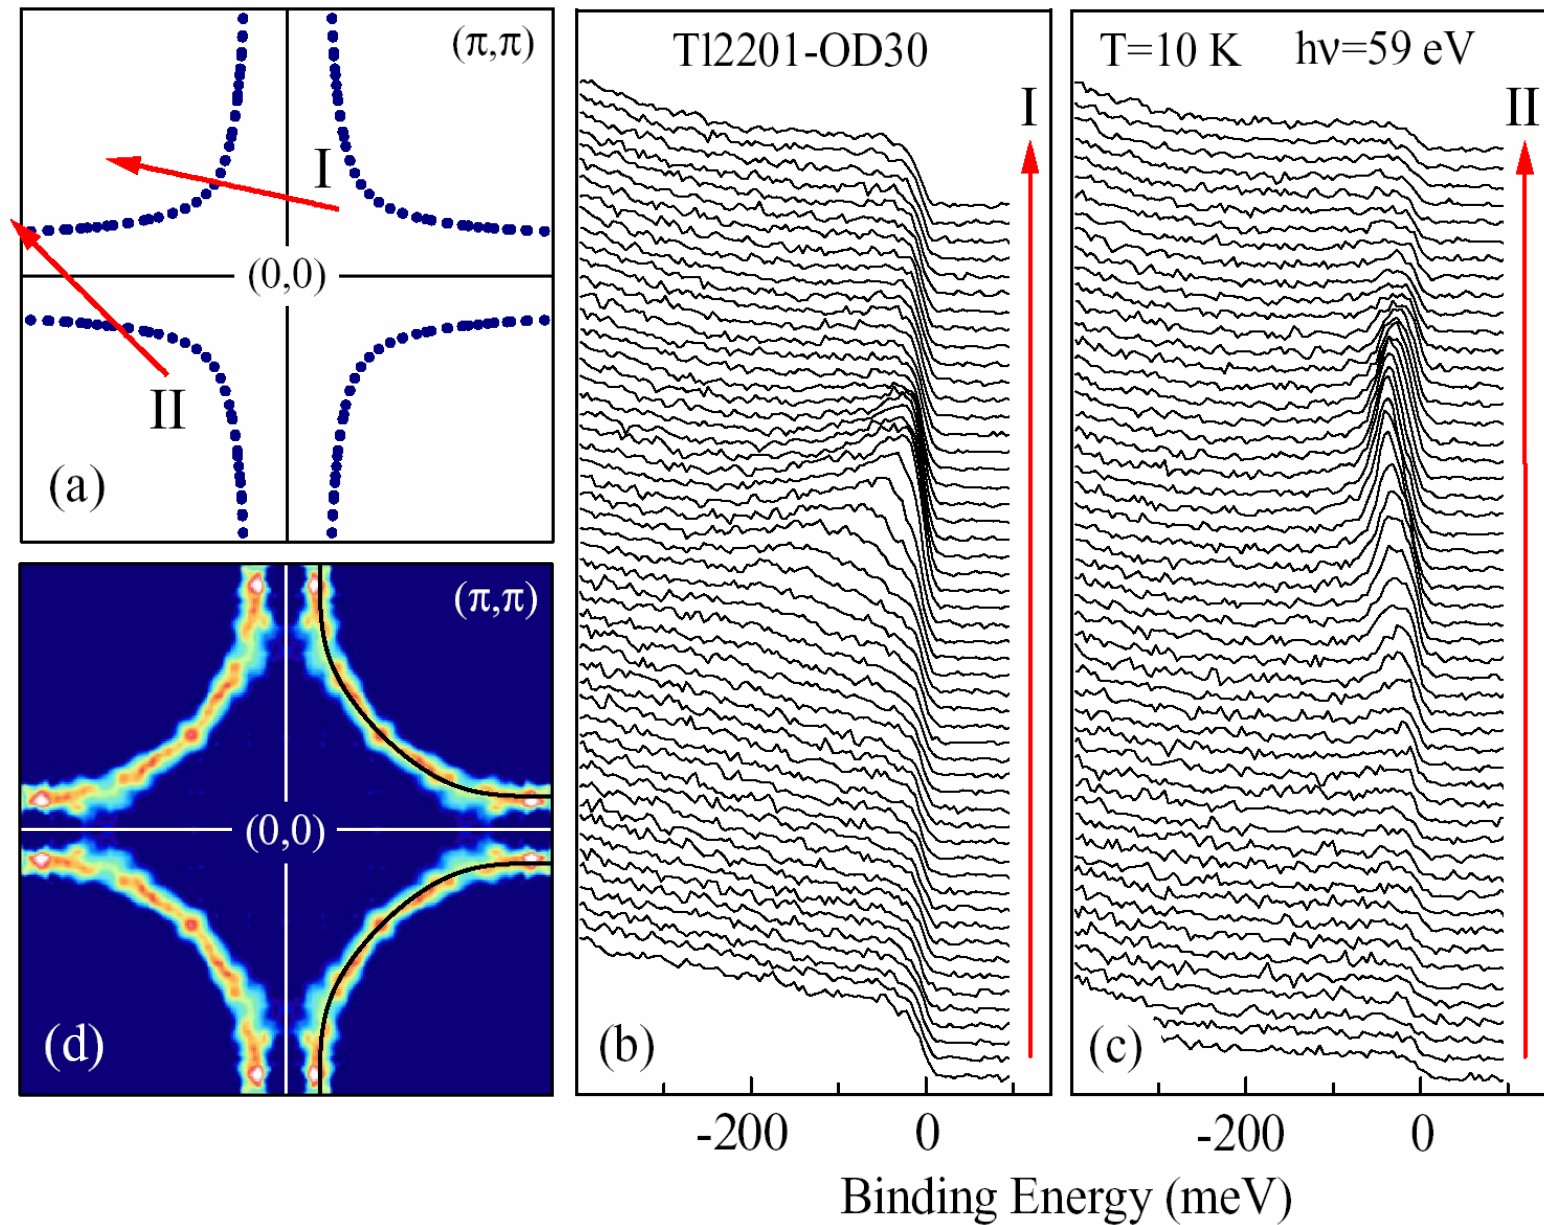 (π,π)
I
(0,0)
II
(a)
(π,π)
(0,0)
(d)
Tl2201-OD30
I
(b)
-200
0
T=10 K
hν=59 eV
II
(c)
-200
0
Binding Energy (meV)